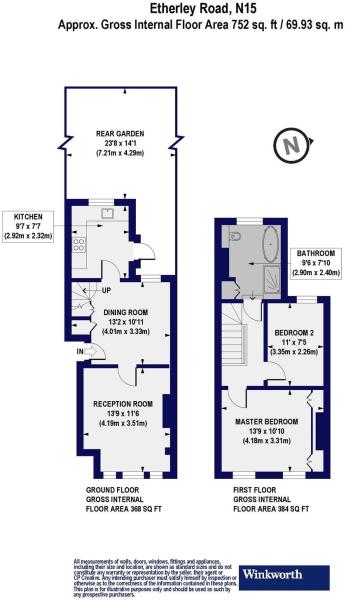 Etherley Road, N15
Approx. Gross Internal Floor Area 752 sq. ft / 69.93 sq. m
REAR GARDEN
23'8 x 14'1
(7.21m x 4.29m)
N
KITCHEN
9'7 x 7'7
(2.92m x 2.32m)
BATHROOM
9'6 x 7'10
(2.90m x 2.40m)
UP
DINING ROOM
13'2 x 10'11
(4.01m x 3.33m)
IN
BEDROOM 2
11' x 7'5
(3.35m x 2.26m)
RECEPTION ROOM
13'9 x 11'6
(4.19m x 3.51m)
MASTER BEDROOM
13'9 x 10'10
(4.18m x 3.31m)
GROUND FLOOR
GROSS INTERNAL
FLOOR AREA 368 SQ FT
FIRST FLOOR
GROSS INTERNAL
FLOOR AREA 384 SQ FT
All measurements of walls, doors, windows, fittings and appliances,
including their size and location, are shown as standard sizes and do not
constitute any warranty or representation by the seller, their agent or
CP Creative. Any intending purchaser must satisfy himself by inspection or
otherwise as to the correctness of the information contained in these plans.
This plan is for illustrative purposes only and should be used as such by
any prospective purchasers.
Winkworth